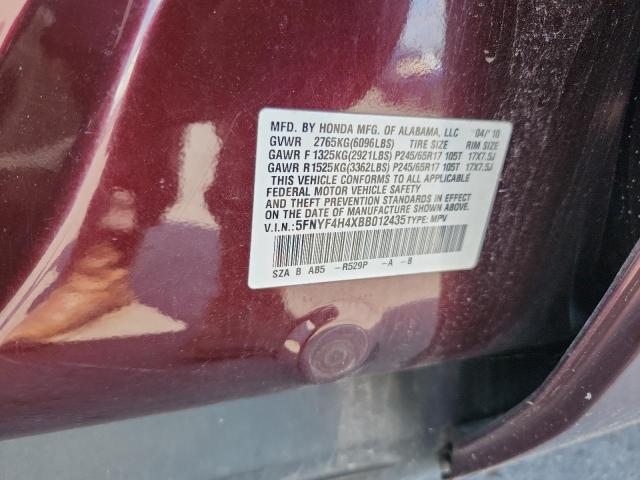 MFD. BY HONDA MFG. OF ALABAMA, LLC 04/10
GVWR 2765KG(6096LBS) TIRE SIZE RIM SIZE
GAWR F 1325KG(2921LBS) P245/65R17 105T 17X7.5J
GAWR R1525KG(3362LBS) P245/65R17 105T 17X7.5J
THIS VEHICLE CONFORMS TO ALL APPLICABLE
FEDERAL MOTOR VEHICLE SAFETY
AND THEFT PREVENTION STANDARDS IN EFFECT
ON THE DATE OF MANUFACTURE SHOWN ABOVE.
V.I.N.: 5FNYF4H4XBB012435 TYPE: MPV
SZA B AB5 -R529P -A -8